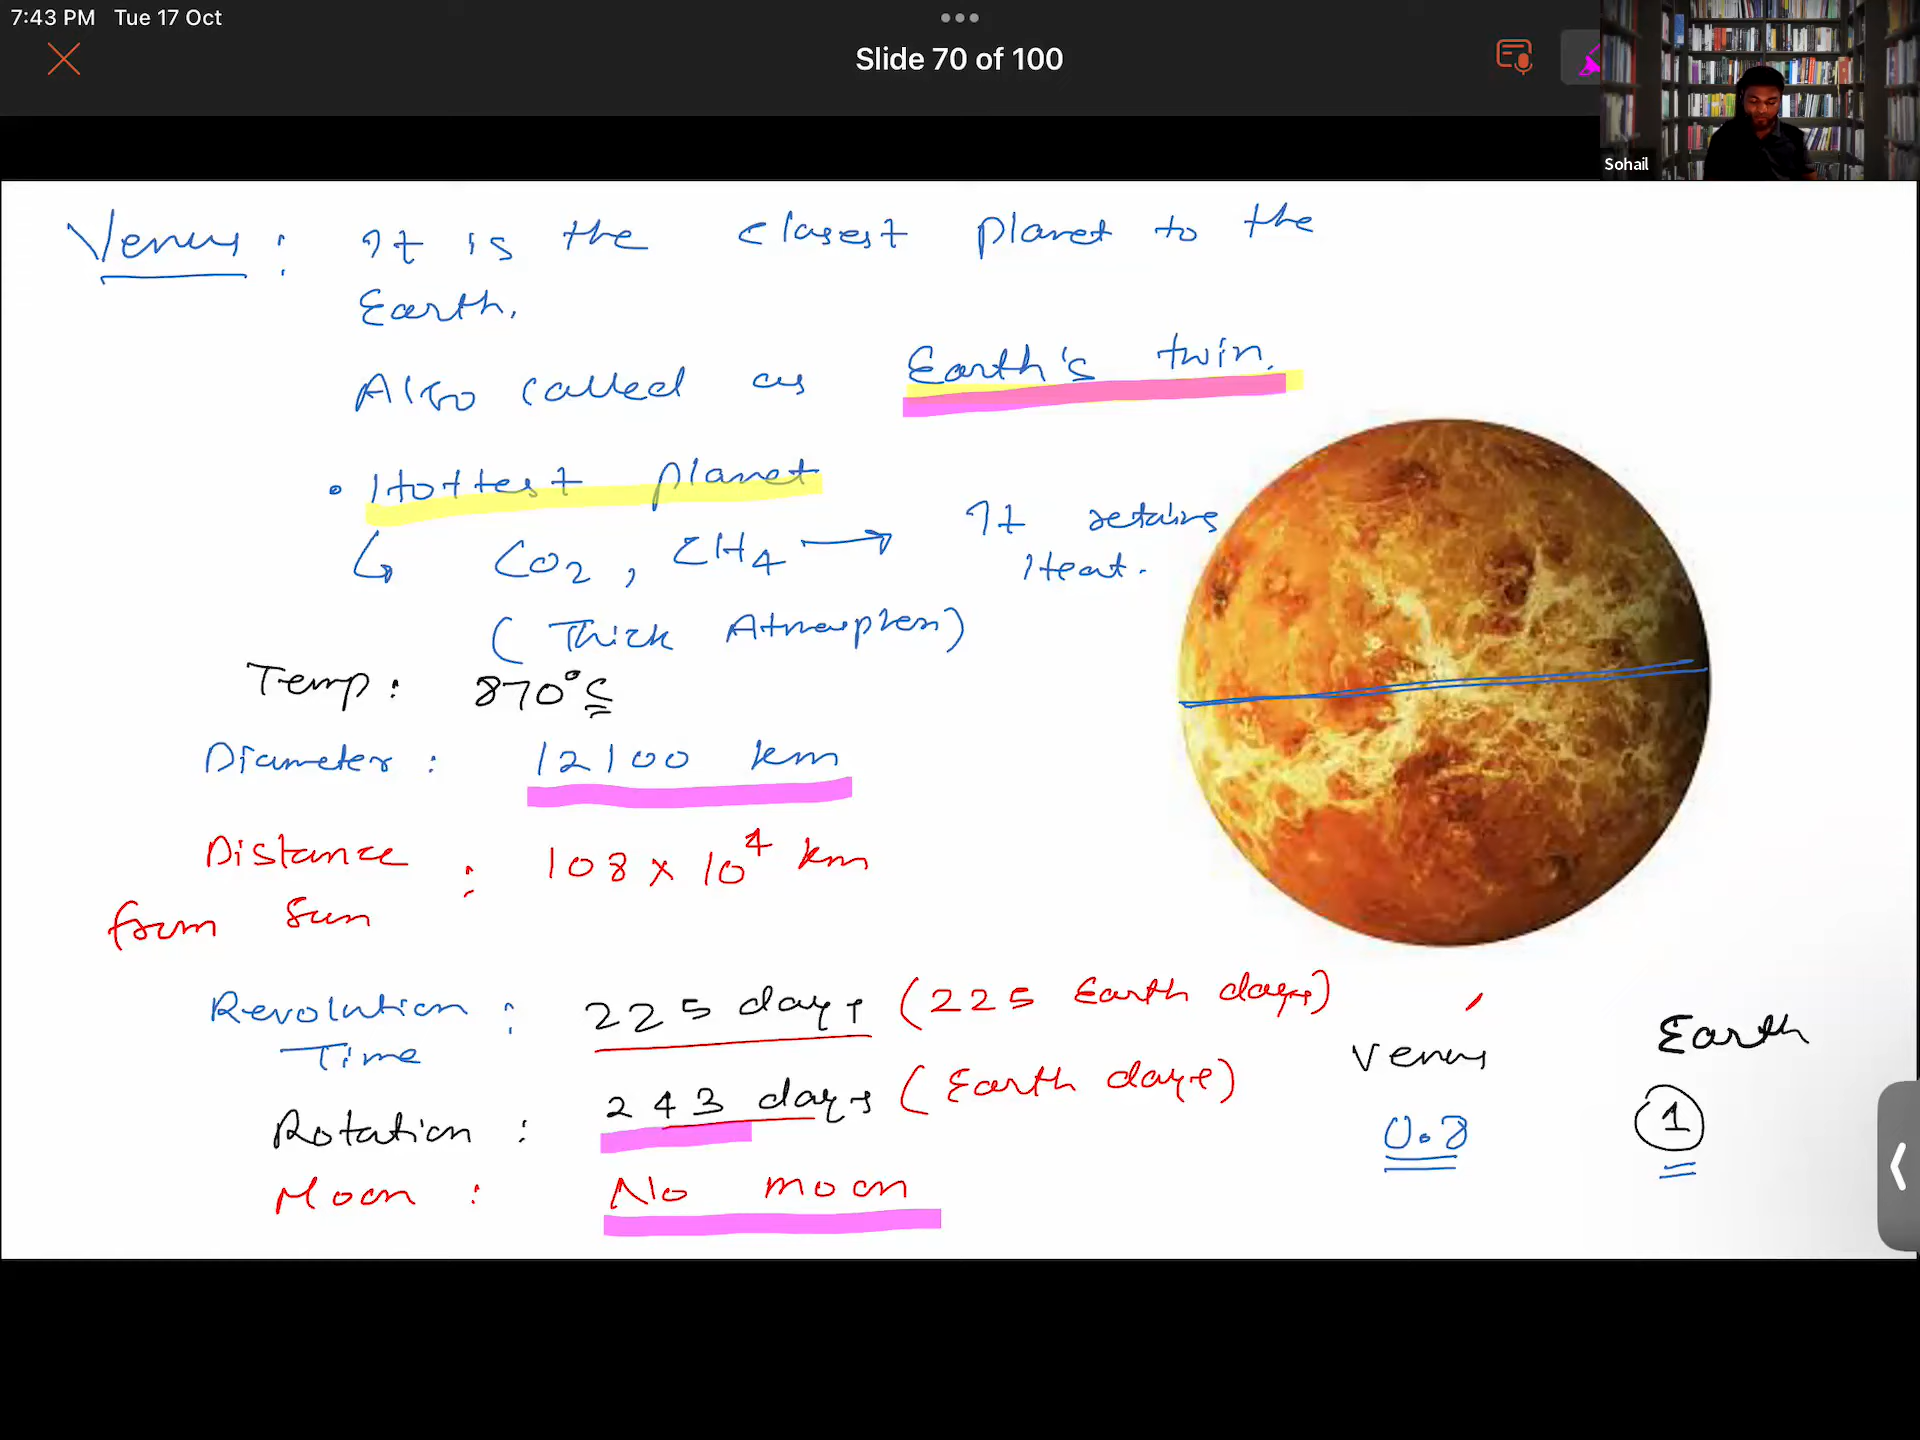 7:43 PM Tue 17 Oct
Slide 70 of 100
Sohail
Venus : It is the closest planet to the
Earth.
Also called as Earth's twin.
• Hottest planet
↳ CO2 , CH4 → It retains
Heat.
(Thick Atmosphere)
Temp : 870°C
Diameter : 12100 km
Distance : 108 x 10^4 km
from Sun
Revolution : 225 days (225 Earth days)
Time
Venus Earth
Rotation : 243 days (Earth days)
0.8 1
Moon : No moon